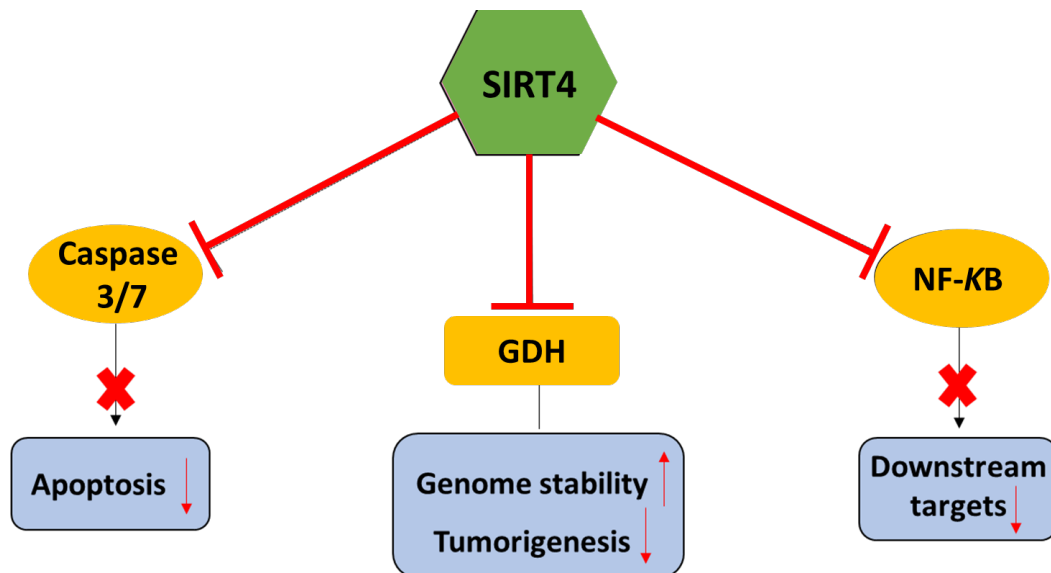 SIRT4
Caspase
3/7
GDH
NF-KB
Apoptosis
Genome stability
Tumorigenesis
Downstream
targets